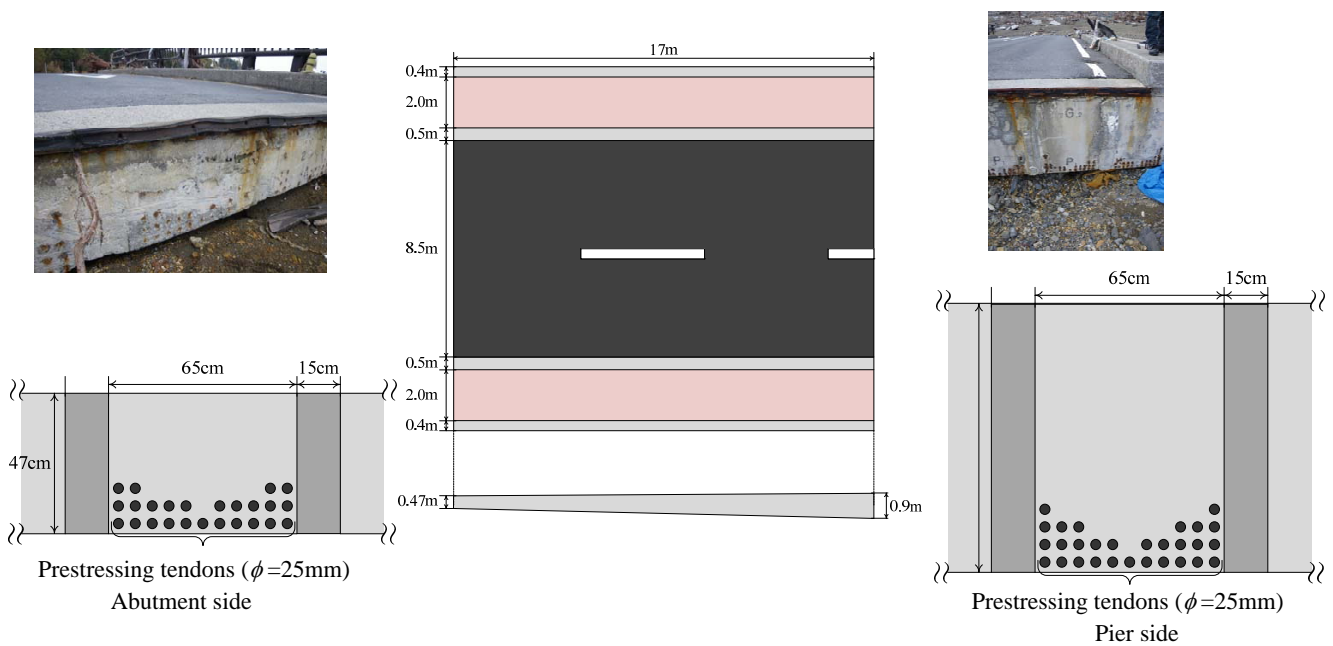 17m
0.4m
2.0m
0.5m
8.5m
0.5m
2.0m
0.4m
0.47m
0.9m
65cm
15cm
47cm
Prestressing tendons (ϕ=25mm)
Abutment side
G
P
P
65cm
15cm
Prestressing tendons (ϕ=25mm)
Pier side